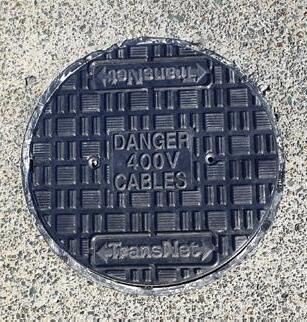 TransNet
DANGER
400V
CABLES
TransNet